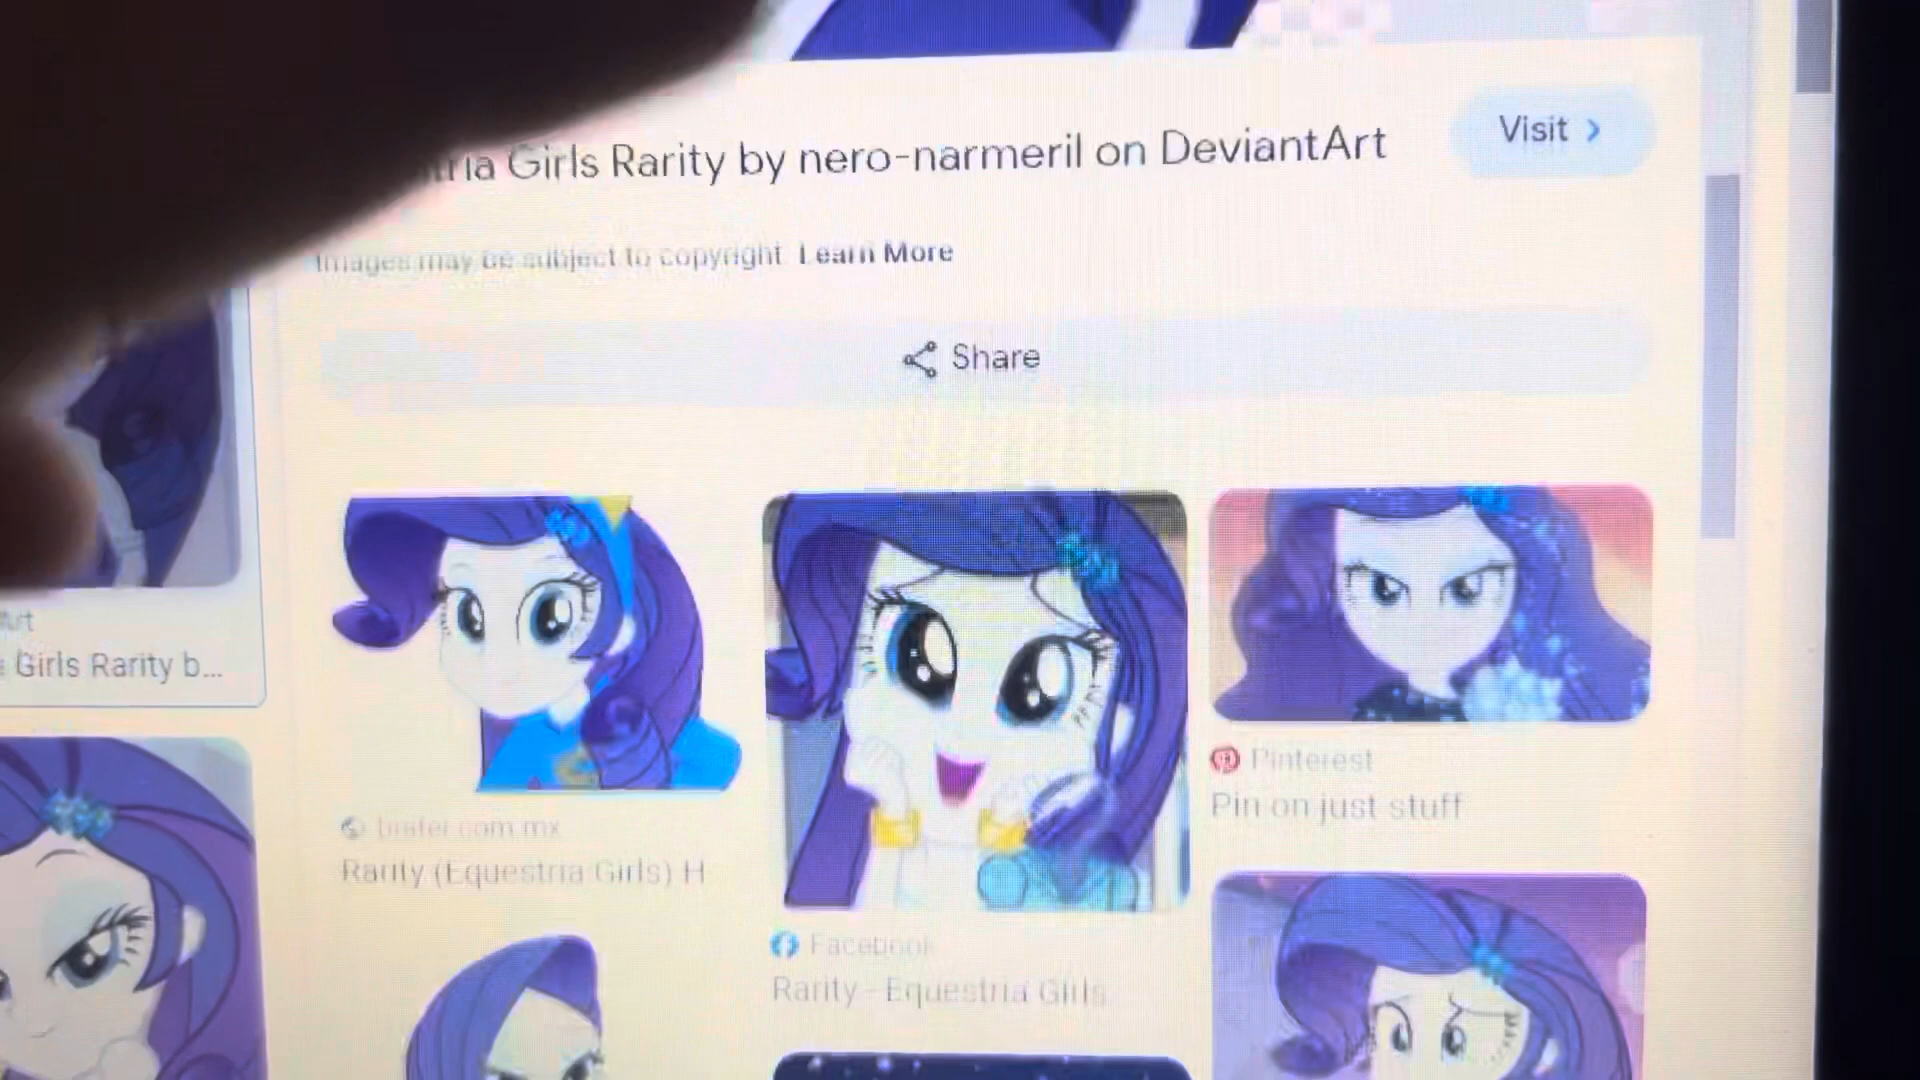 Girls Rarity by nero-narmeril on DeviantArt
Visit
Images may be subject to copyright. Learn More
Share
Art
Girls Rarity b...
Pinterest
Pin on just stuff
Rarity (Equestria Girls) H
Facebook
Rarity - Equestria Girls